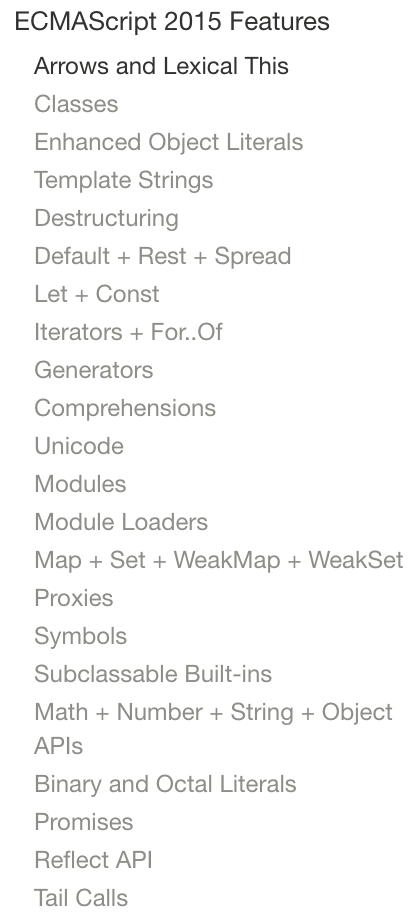 ECMAScript 2015 Features
Arrows and Lexical This
Classes
Enhanced Object Literals
Template Strings
Destructuring
Default + Rest + Spread
Let + Const
Iterators + For..Of
Generators
Comprehensions
Unicode
Modules
Module Loaders
Map + Set + WeakMap + WeakSet
Proxies
Symbols
Subclassable Built-ins
Math + Number + String + Object
APIs
Binary and Octal Literals
Promises
Reflect API
Tail Calls